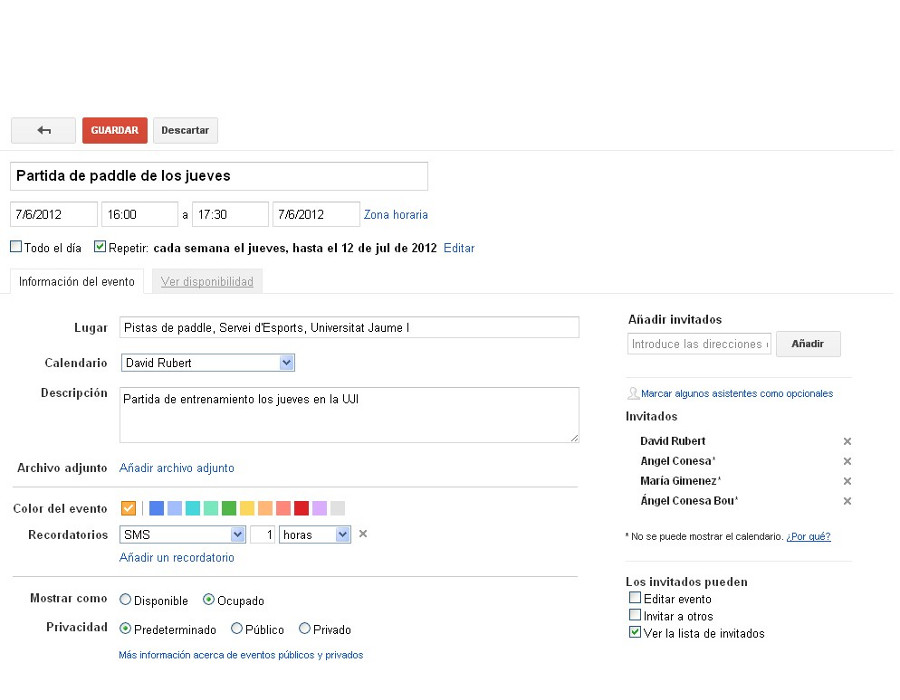 GUARDAR Descartar
Partida de paddle de los jueves
7/6/2012 16:00 a 17:30 7/6/2012 Zona horaria
Todo el día Repetir: cada semana el jueves, hasta el 12 de jul de 2012 Editar
Información del evento Ver disponibilidad
Lugar Pistas de paddle, Servei d'Esports, Universitat Jaume I
Calendario David Rubert
Descripción Partida de entrenamiento los jueves en la UJI
Archivo adjunto Añadir archivo adjunto
Color del evento
Recordatorios SMS 1 horas
Añadir un recordatorio
Mostrar como Disponible Ocupado
Privacidad Predeterminado Público Privado
Más información acerca de eventos públicos y privados
Añadir invitados
Introduce las direcciones Añadir
Marcar algunos asistentes como opcionales
Invitados
David Rubert
Angel Conesa*
María Gimenez*
Ángel Conesa Bou*
* No se puede mostrar el calendario. ¿Por qué?
Los invitados pueden
Editar evento
Invitar a otros
Ver la lista de invitados